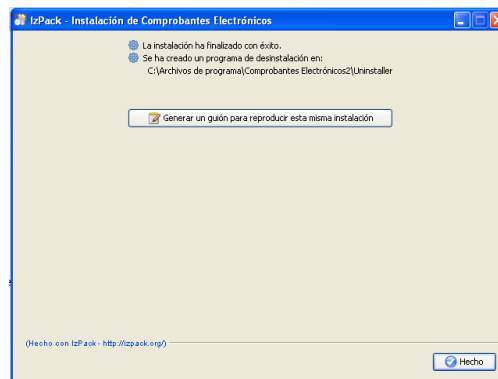 IzPack - Instalación de Comprobantes Electrónicos
La instalación ha finalizado con éxito.
Se ha creado un programa de desinstalación en:
C:\Archivos de programa\Comprobantes Electrónicos2\Uninstaller
Generar un guión para reproducir esta misma instalación
(Hecho con IzPack - http://izpack.org/)
Hecho